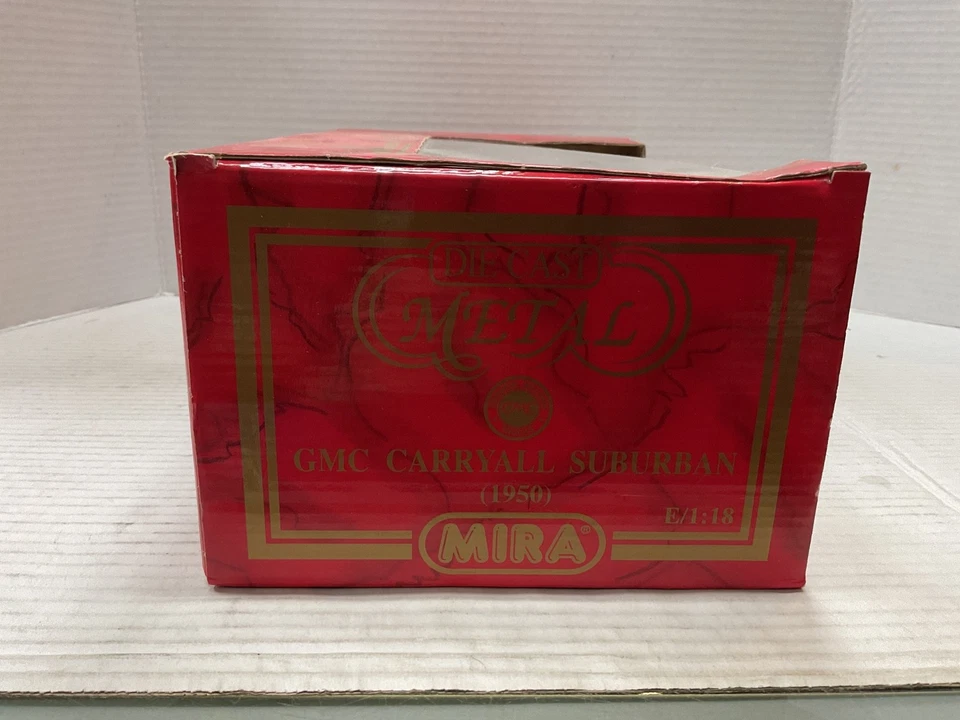 DIE CAST
METAL
GMC CARRYALL SUBURBAN
(1950)
E/1:18
MIRA®